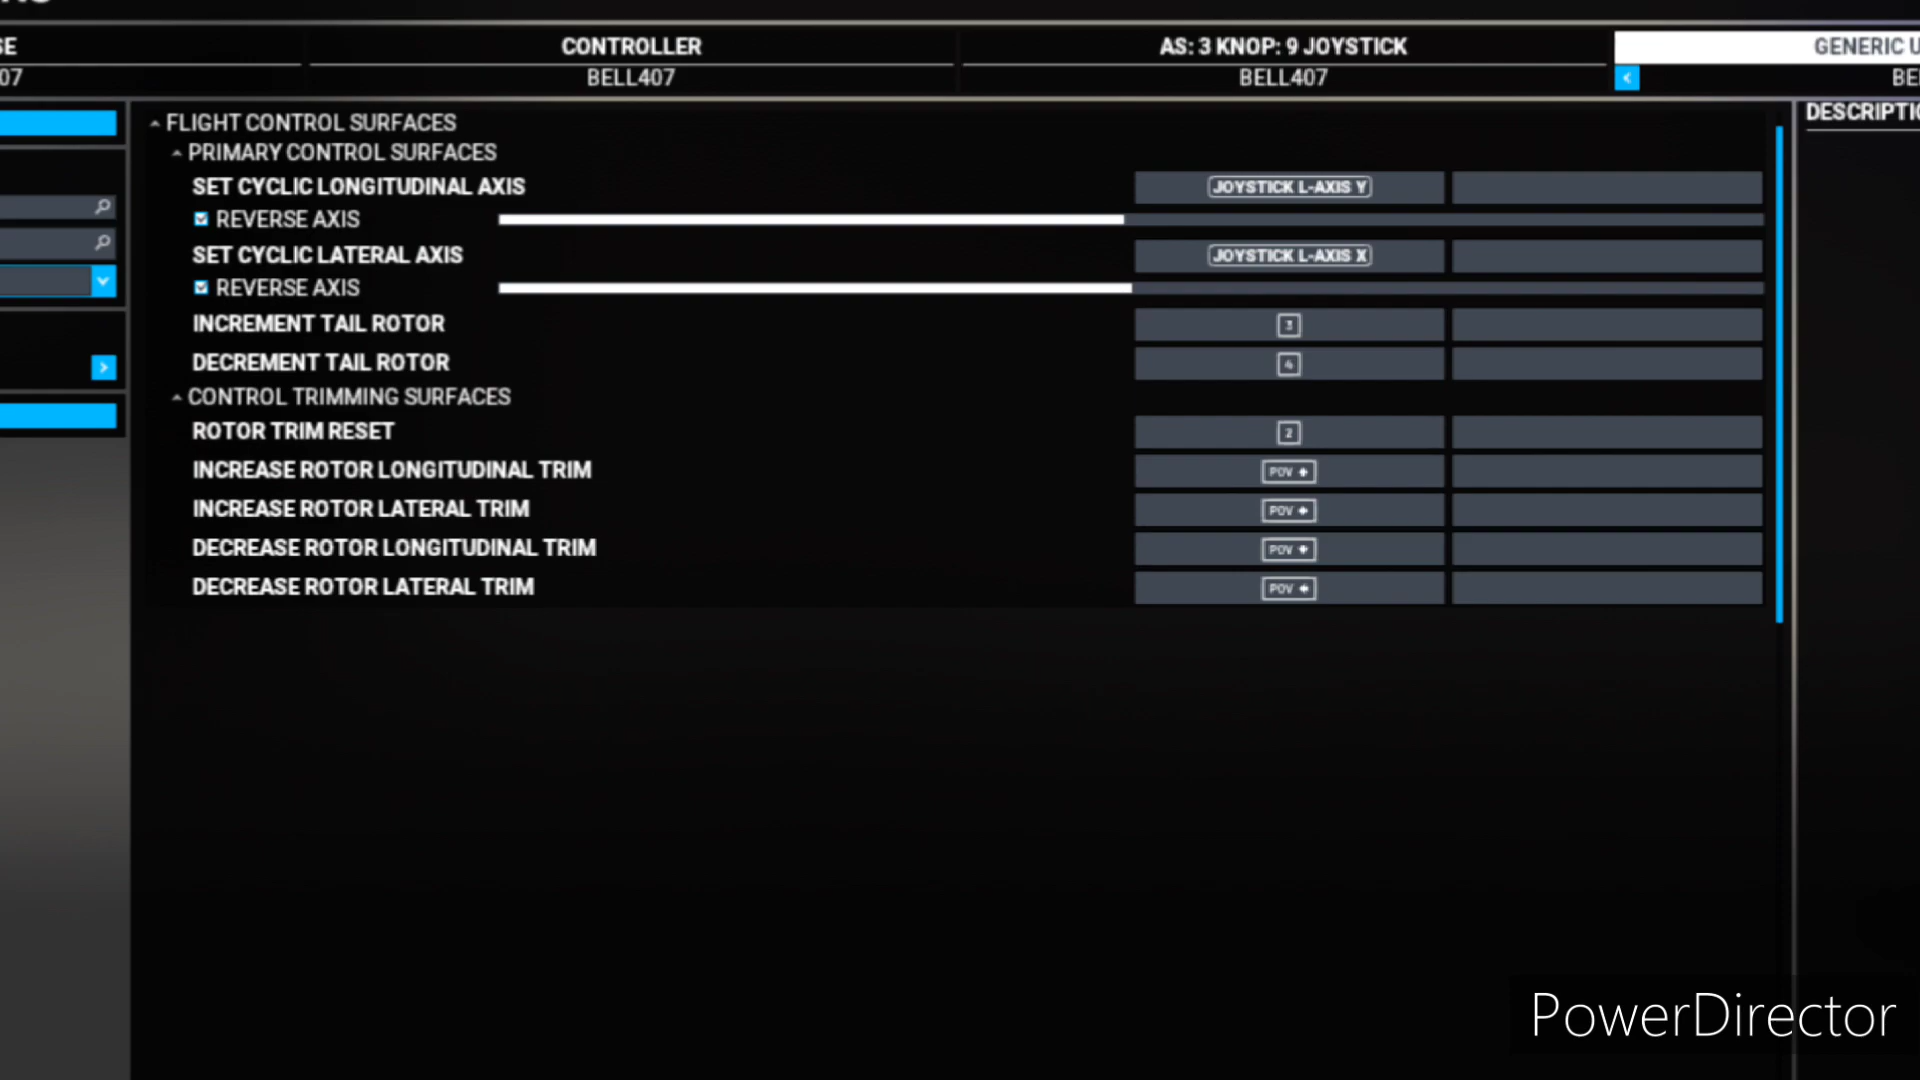 CONTROLLER
AS: 3 KNOP: 9 JOYSTICK
GENERIC U
07
BELL407
BELL407
BE
DESCRIPTIO
FLIGHT CONTROL SURFACES
PRIMARY CONTROL SURFACES
SET CYCLIC LONGITUDINAL AXIS
JOYSTICK L-AXIS Y
REVERSE AXIS
SET CYCLIC LATERAL AXIS
JOYSTICK L-AXIS X
REVERSE AXIS
INCREMENT TAIL ROTOR
3
DECREMENT TAIL ROTOR
4
CONTROL TRIMMING SURFACES
ROTOR TRIM RESET
2
INCREASE ROTOR LONGITUDINAL TRIM
POV
INCREASE ROTOR LATERAL TRIM
POV
DECREASE ROTOR LONGITUDINAL TRIM
POV
DECREASE ROTOR LATERAL TRIM
POV
PowerDirector